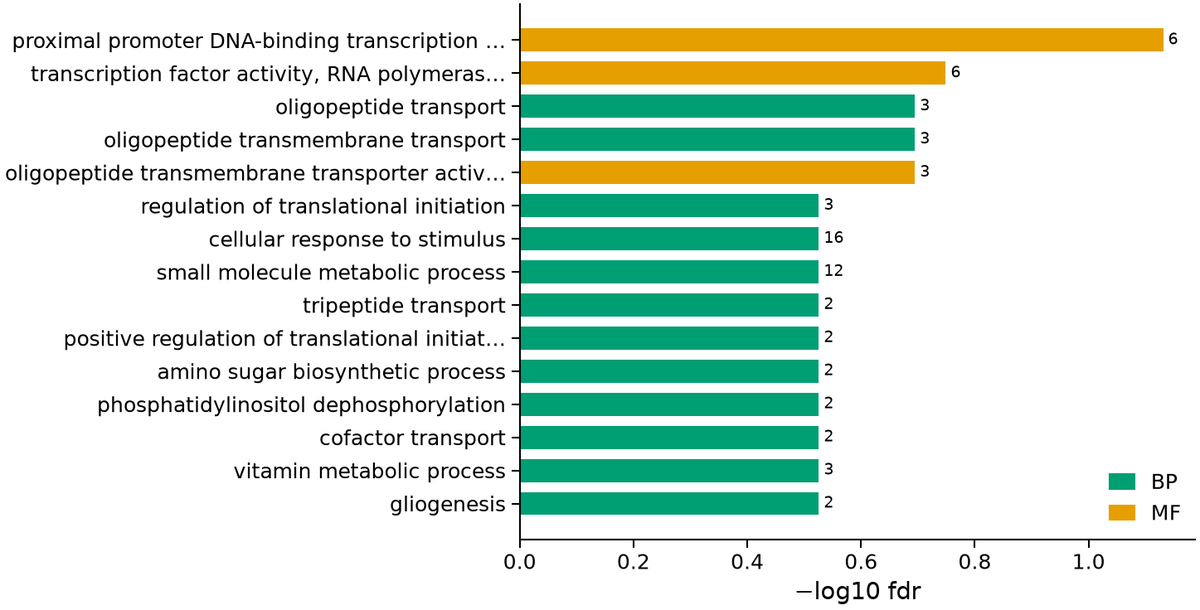 proximal promoter DNA-binding transcription … 6
transcription factor activity, RNA polymeras… 6
oligopeptide transport 3
oligopeptide transmembrane transport 3
oligopeptide transmembrane transporter activ… 3
regulation of translational initiation 3
cellular response to stimulus 16
small molecule metabolic process 12
tripeptide transport 2
positive regulation of translational initiat… 2
amino sugar biosynthetic process 2
phosphatidylinositol dephosphorylation 2
cofactor transport 2
vitamin metabolic process 3
gliogenesis 2
BP
MF
0.0 0.2 0.4 0.6 0.8 1.0
−log10 fdr